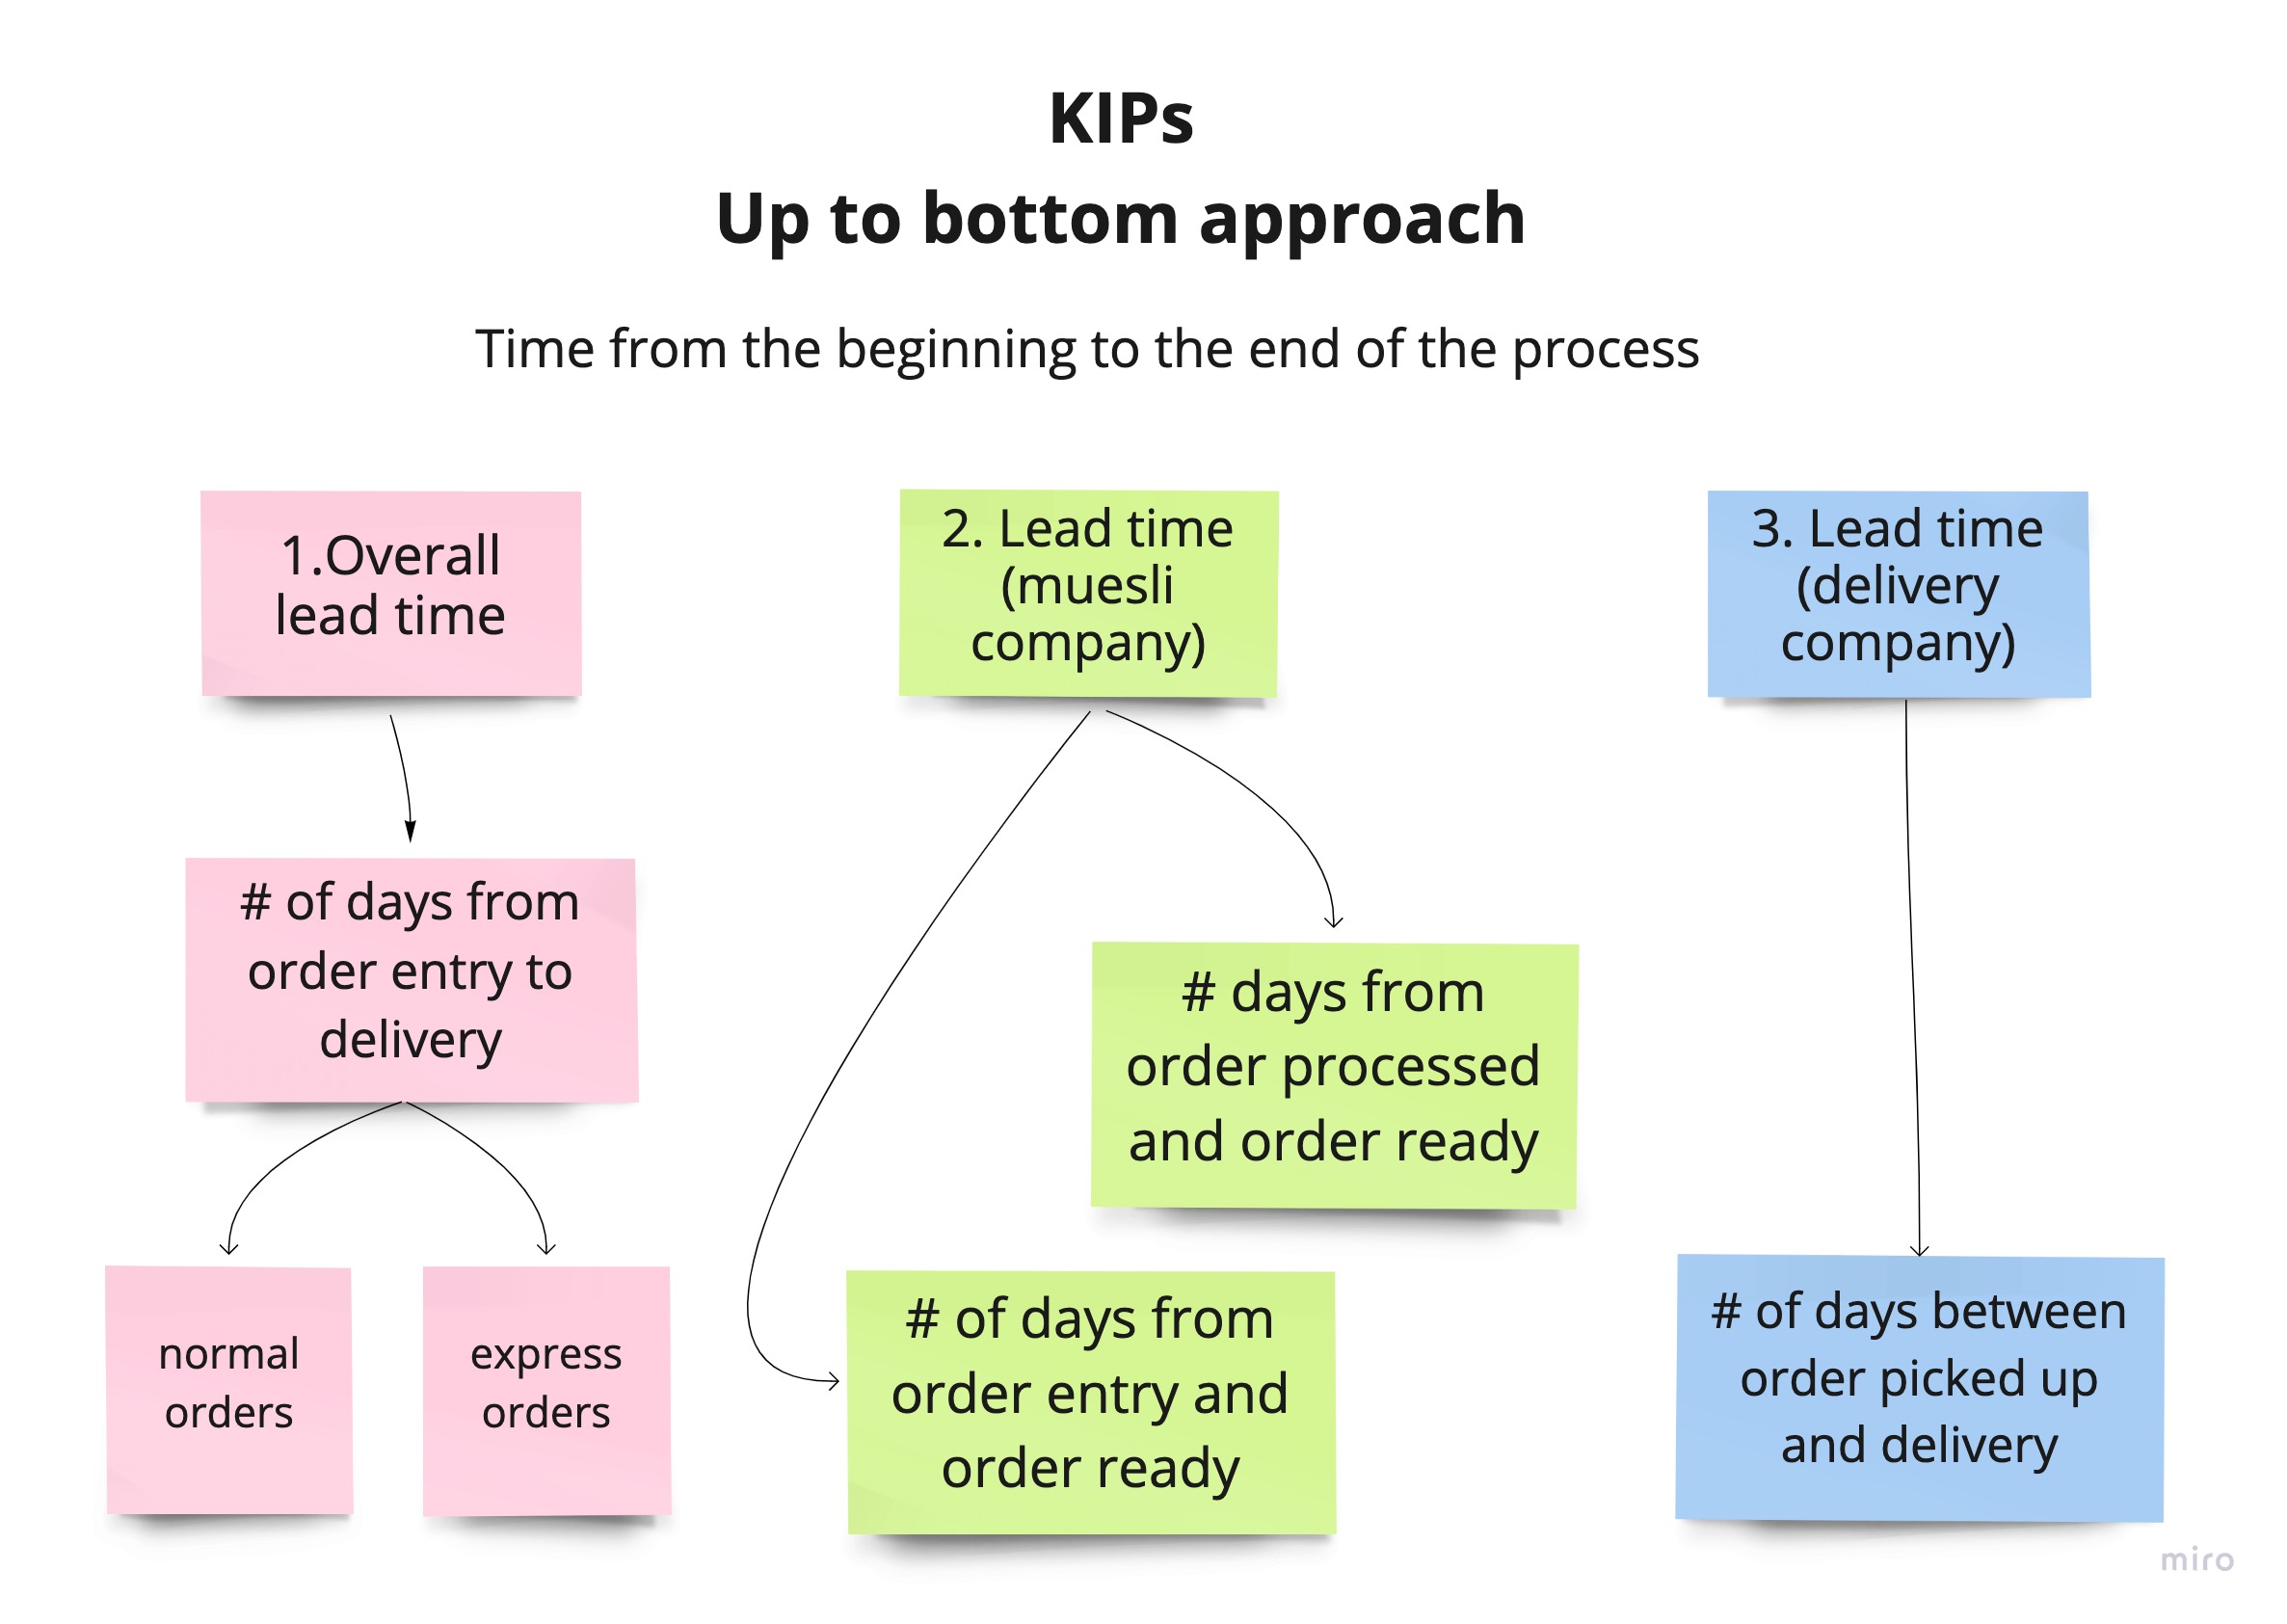 KIPs
Up to bottom approach
Time from the beginning to the end of the process
1.Overall
lead time
2. Lead time
(muesli
company)
3. Lead time
(delivery
company)
# of days from
order entry to
delivery
# days from
order processed
and order ready
normal
orders
express
orders
# of days from
order entry and
order ready
# of days between
order picked up
and delivery
miro